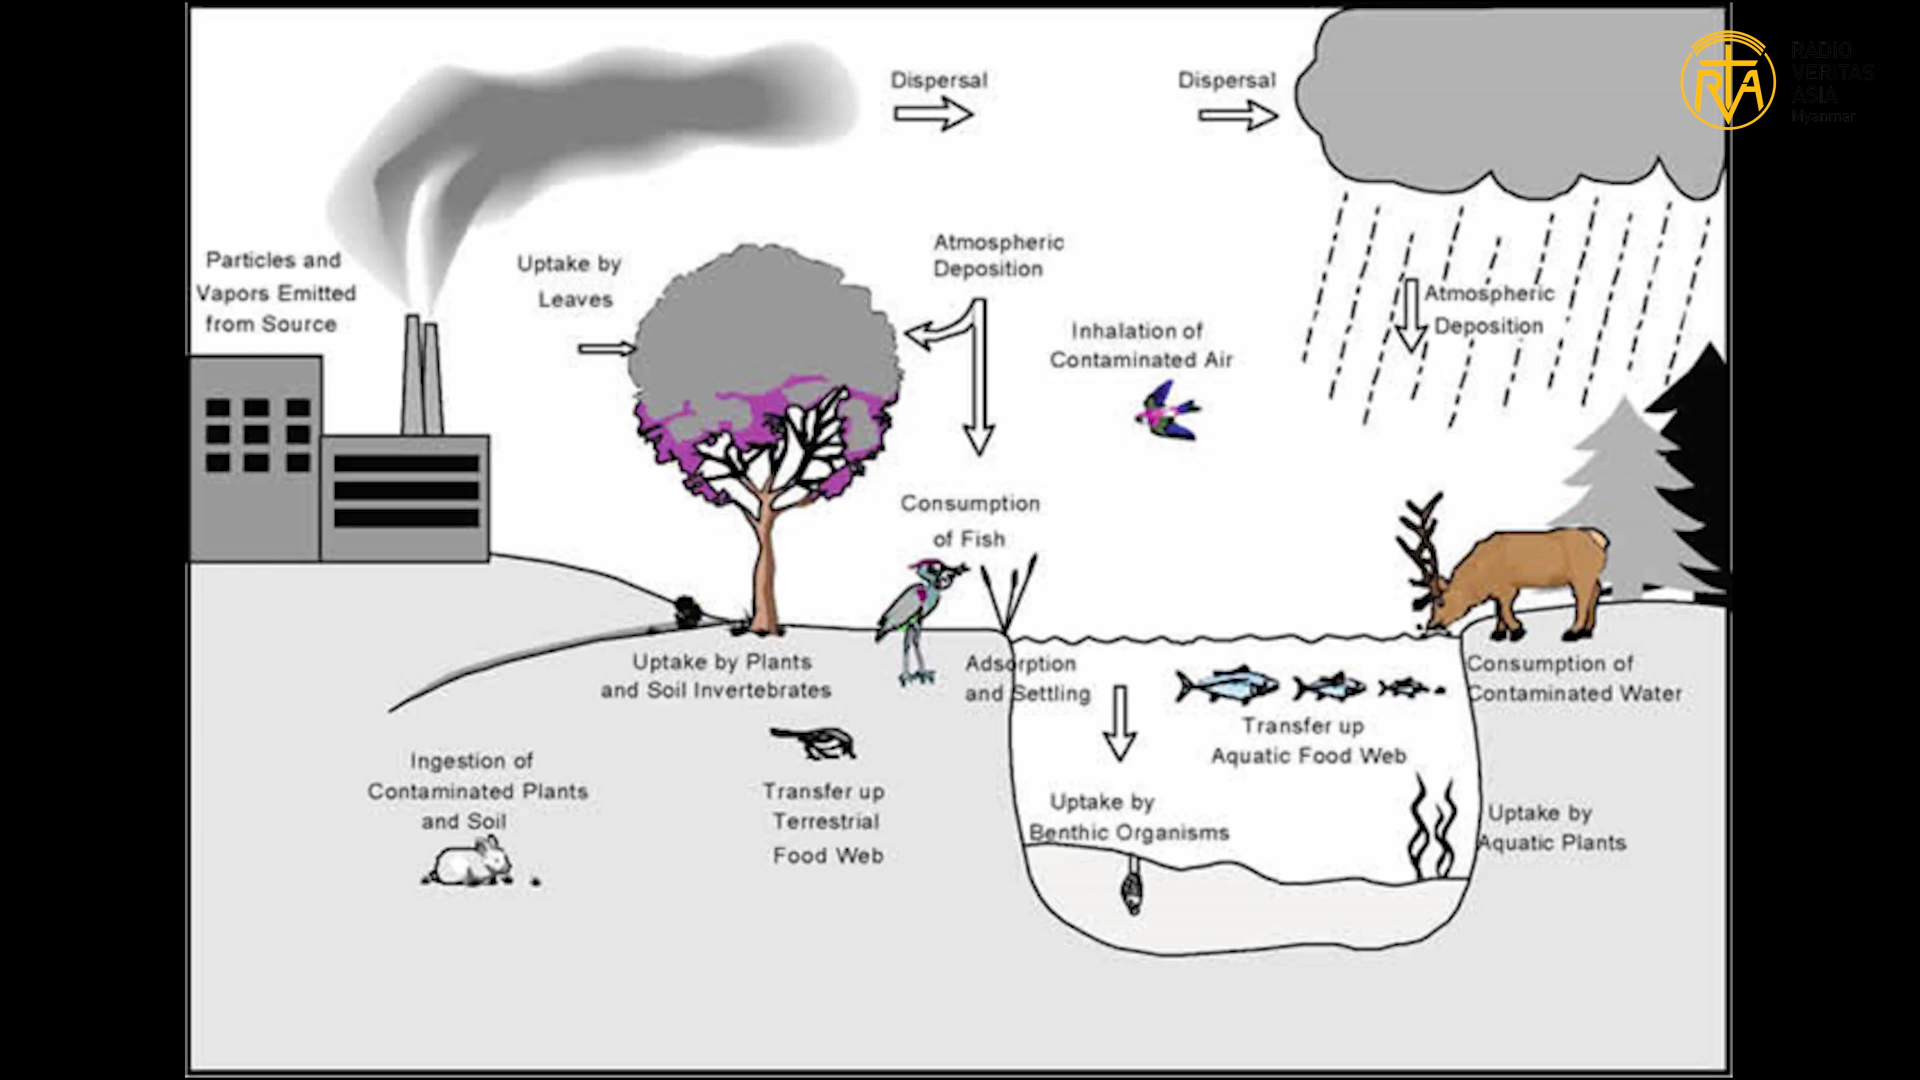 Dispersal
Dispersal
RVA
RADIO
VERITAS
ASIA
Myanmar
Particles and
Vapors Emitted
from Source
Uptake by
Leaves
Atmospheric
Deposition
Inhalation of
Contaminated Air
Atmospheric
Deposition
Consumption
of Fish
Uptake by Plants
and Soil Invertebrates
Adsorption
and Settling
Consumption of
Contaminated Water
Transfer up
Aquatic Food Web
Ingestion of
Contaminated Plants
and Soil
Transfer up
Terrestrial
Food Web
Uptake by
Benthic Organisms
Uptake by
Aquatic Plants